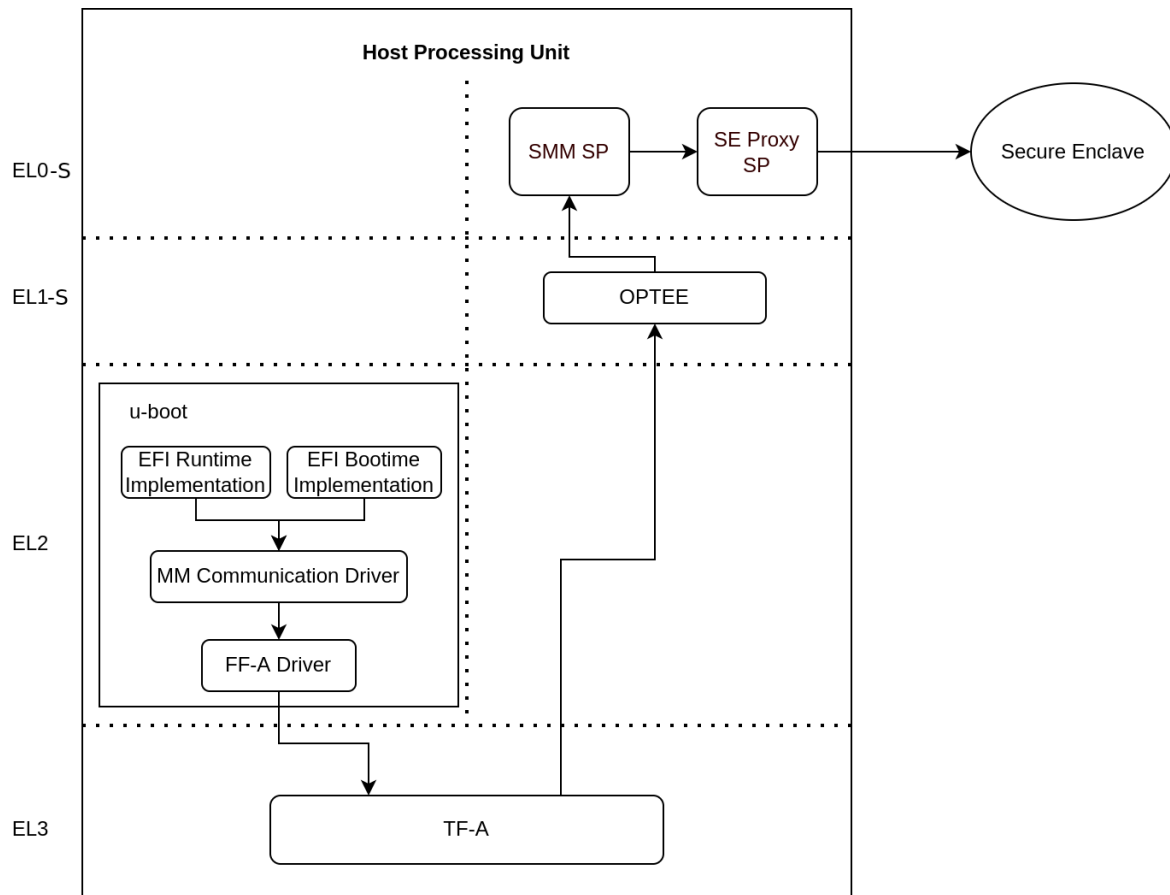 Host Processing Unit
EL0-S
SMM SP
SE Proxy
SP
Secure Enclave
EL1-S
OPTEE
u-boot
EFI Runtime
Implementation
EFI Bootime
Implementation
EL2
MM Communication Driver
FF-A Driver
EL3
TF-A